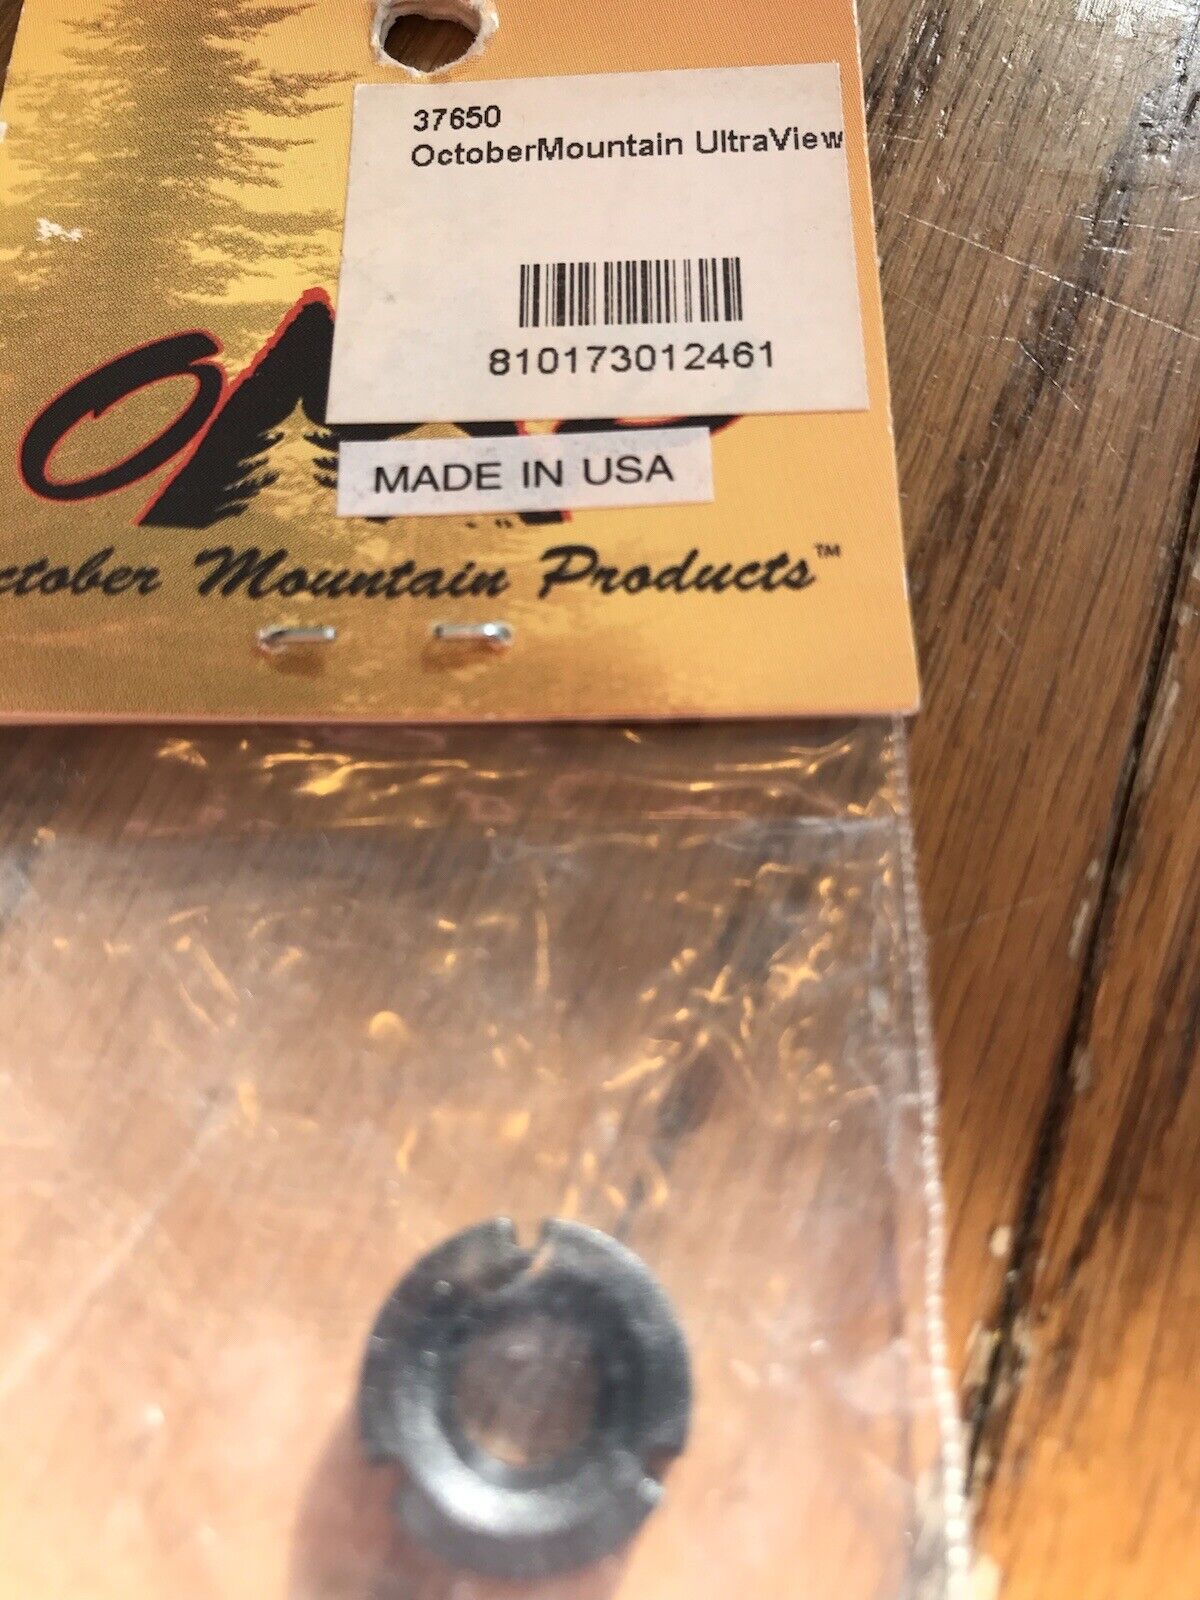 37650
OctoberMountain UltraView
810173012461
MADE IN USA
ctober Mountain Products™